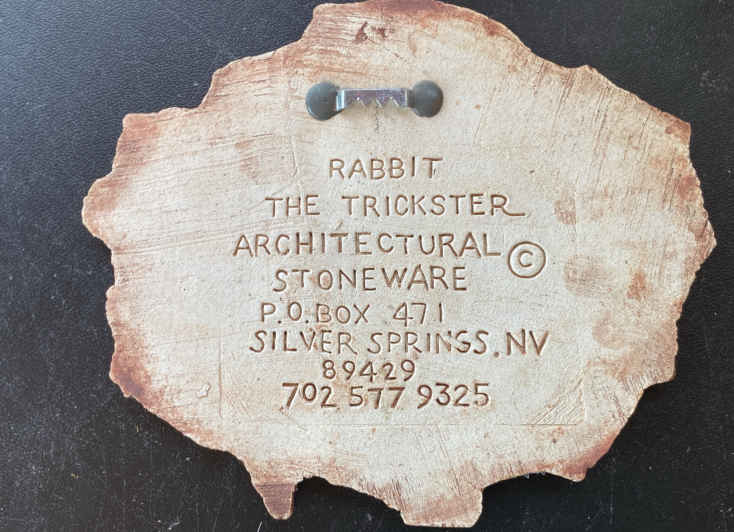 RABBIT
THE TRICKSTER
ARCHITECTURAL ©
STONEWARE
P.O. BOX 471
SILVER SPRINGS, NV
89429
702 577 9325